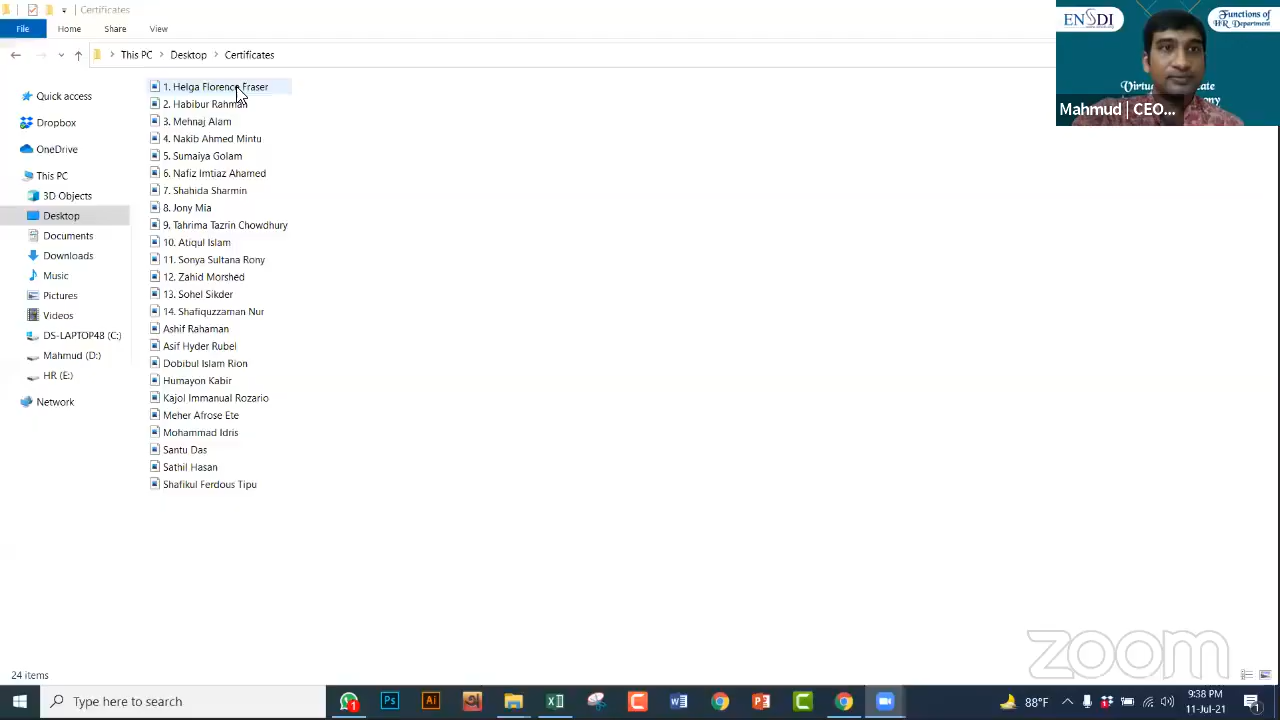 Certificates
File
Home
Share
View
This PC
Desktop
Certificates
Quick access
Dropbox
OneDrive
This PC
3D Objects
Desktop
Documents
Downloads
Music
Pictures
Videos
DS-LAPTOP48 (C:)
Mahmud (D:)
HR (E:)
Network
1. Helga Florence Fraser
2. Habibur Rahm
3. Mehnaj Alam
4. Nakib Ahmed Mintu
5. Sumaiya Golam
6. Nafiz Imtiaz Ahamed
7. Shahida Sharmin
8. Jony Mia
9. Tahrima Tazrin Chowdhury
10. Atiqul Islam
11. Sonya Sultana Rony
12. Zahid Morshed
13. Sohel Sikder
14. Shafiquzzaman Nur
Ashif Rahaman
Asif Hyder Rubel
Dobibul Islam Rion
Humayon Kabir
Kajol Immanual Rozario
Meher Afrose Ete
Mohammad Idris
Santu Das
Sathil Hasan
Shafikul Ferdous Tipu
ENSDI
Functions of
HR Department
Mahmud | CEO...
24 items
zoom
Type here to search
88°F
9:38 PM
11-Jul-21